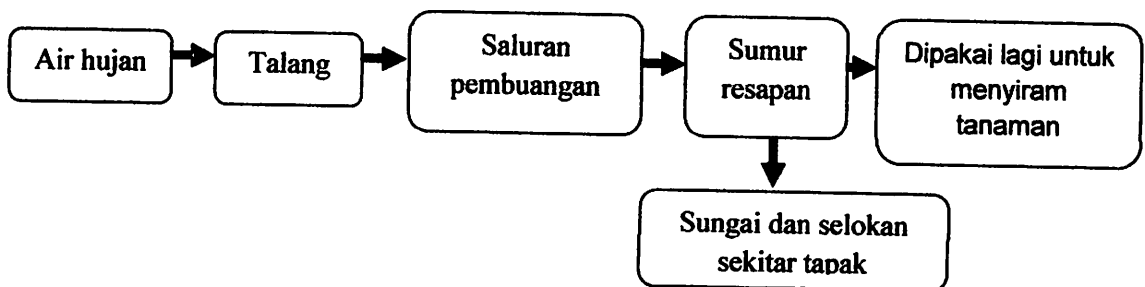 Air hujan
Talang
Saluran
pembuangan
Sumur
resapan
Dipakai lagi untuk
menyiram
tanaman
Sungai dan selokan
sekitar tapak